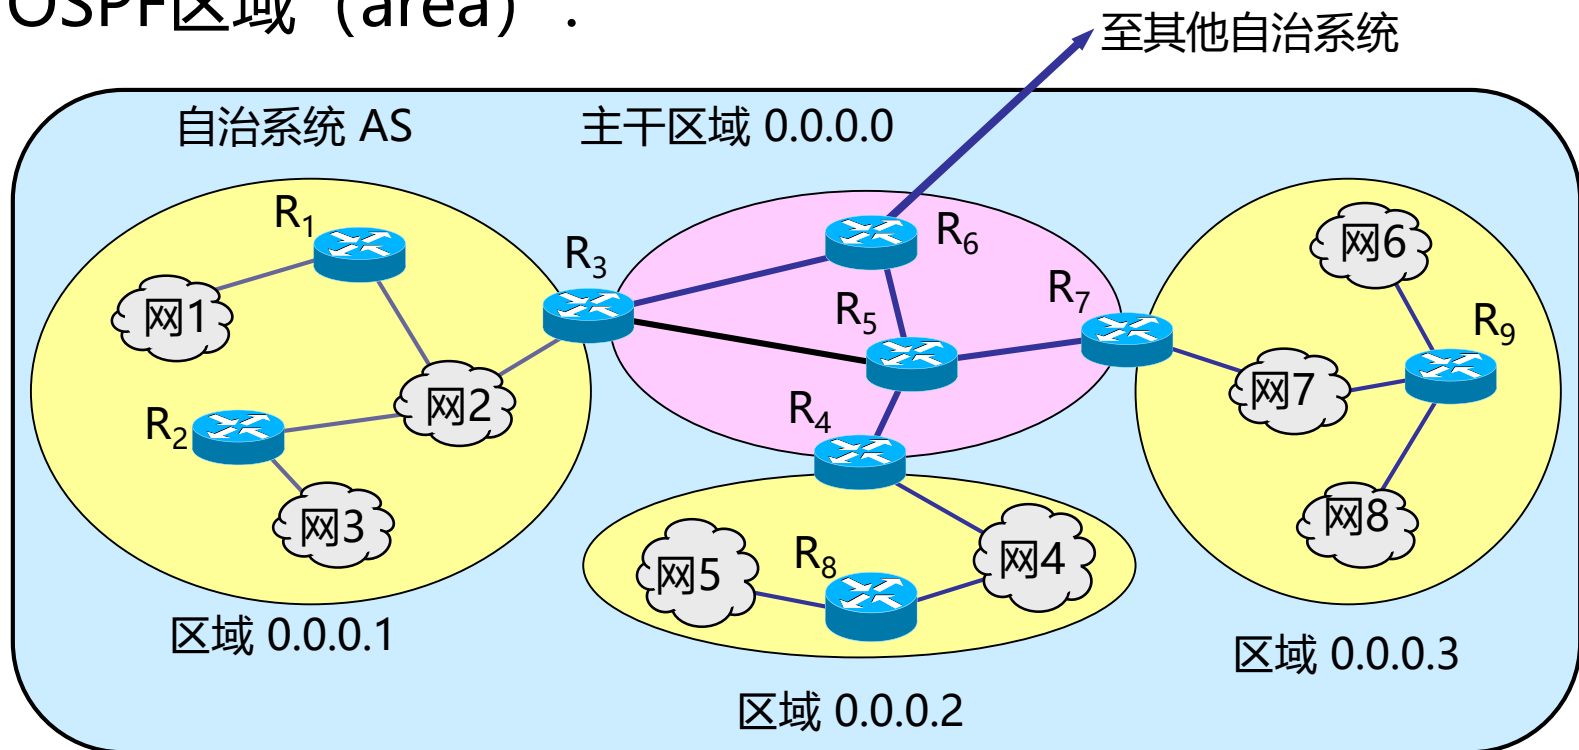 OSPF区域（area）.
至其他自治系统
自治系统 AS
主干区域 0.0.0.0
R1
R3
R6
网6
网1
R5
R7
R9
网2
R4
网7
R2
网3
网8
网5
R8
网4
区域 0.0.0.1
区域 0.0.0.3
区域 0.0.0.2